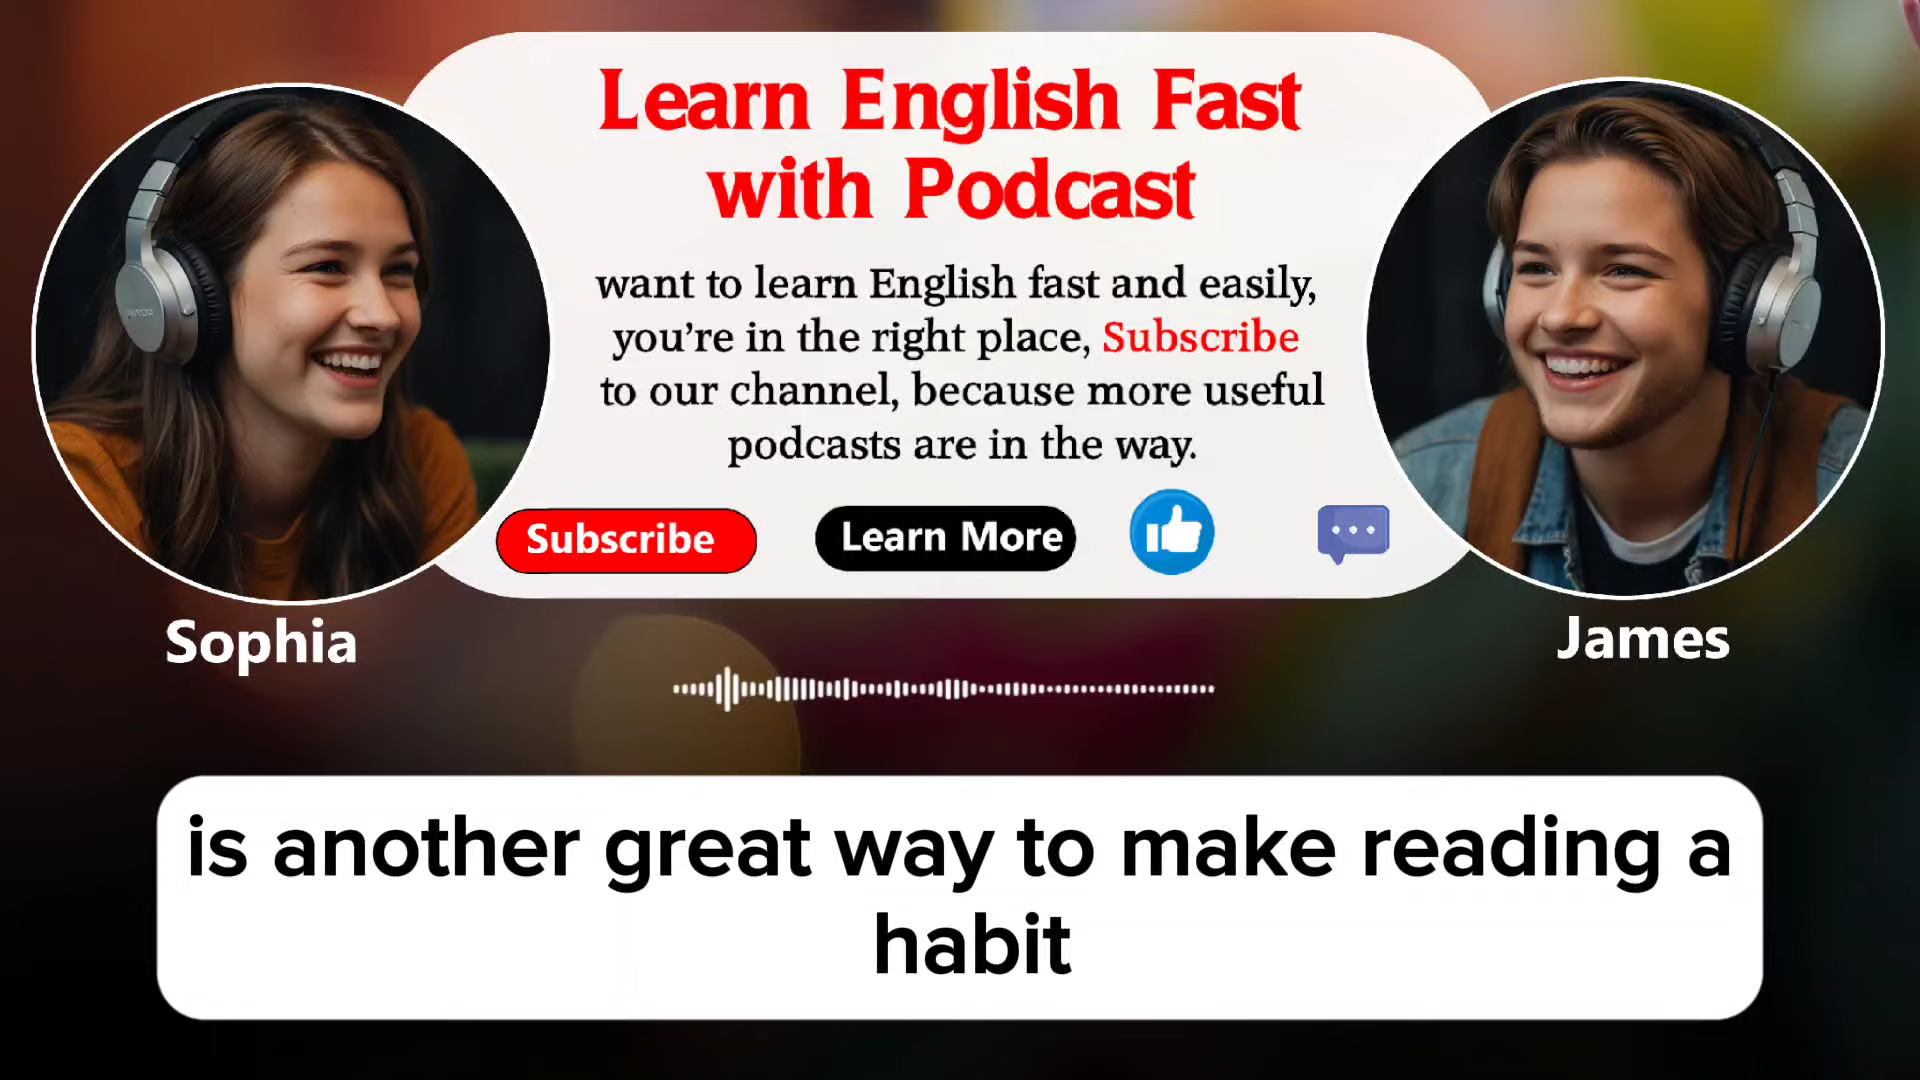 Learn English Fast
with Podcast
want to learn English fast and easily,
you're in the right place, Subscribe
to our channel, because more useful
podcasts are in the way.
Subscribe
Learn More
Sophia
James
is another great way to make reading a
habit